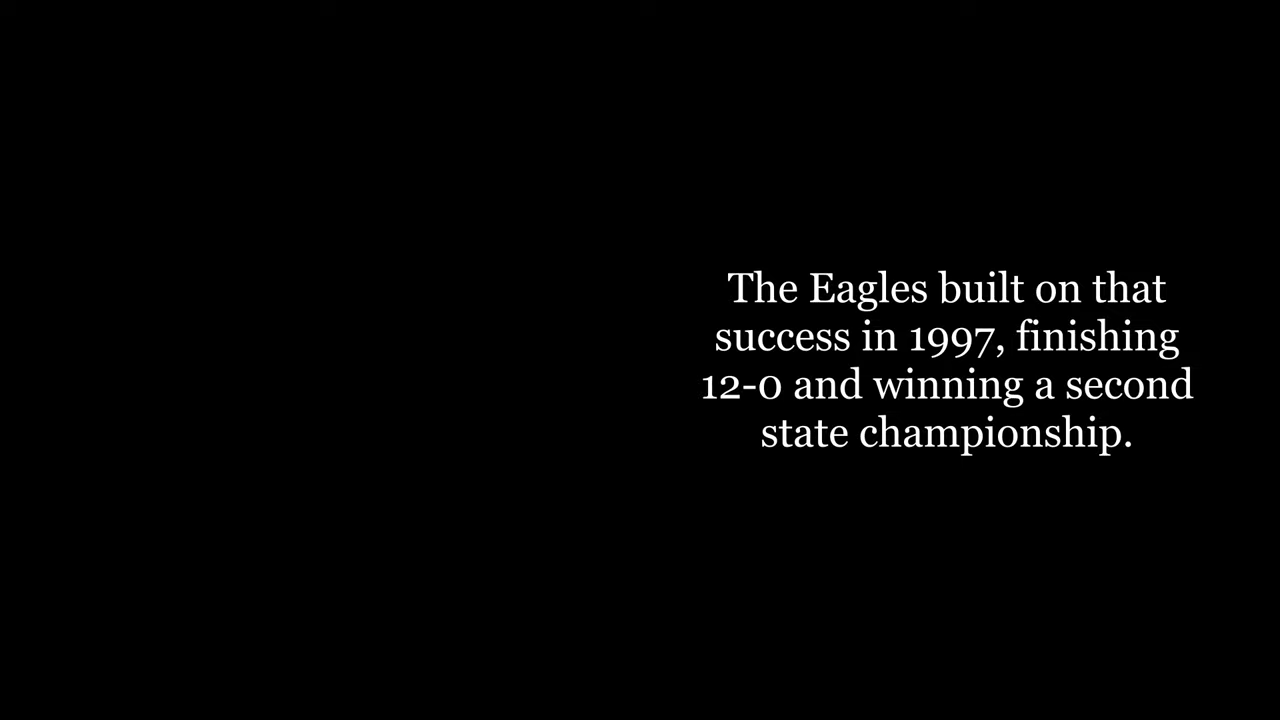 The Eagles built on that
success in 1997, finishing
12-0 and winning a second
state championship.